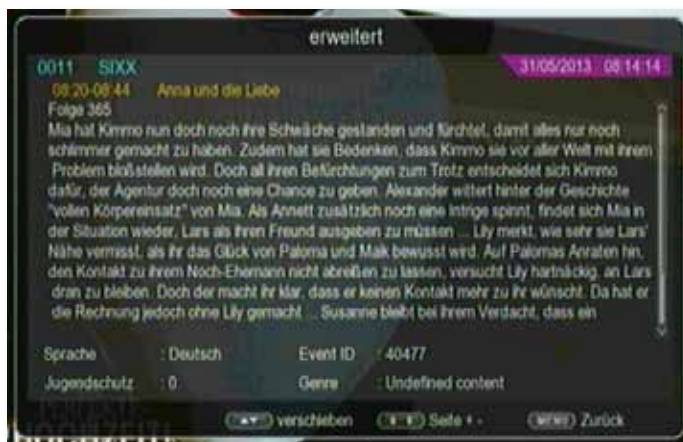 erweitert
0011 SIXX 31/05/2013 08:14:14
08:20-08:44 Anna und die Liebe
Folge 365
Mia hat Kimmo nun doch noch ihre Schwäche gestanden und fürchtet, damit alles nur noch
schlimmer gemacht zu haben. Zudem hat sie Bedenken, dass Kimmo sie vor aller Welt mit ihrem
Problem bloßstellen wird. Doch all ihren Befürchtungen zum Trotz entscheidet sich Kimmo
dafür, der Agentur doch noch eine Chance zu geben. Alexander wittert hinter der Geschichte
"vollen Körpereinsatz" von Mia. Als Annett zusätzlich noch eine Intrige spinnt, findet sich Mia in
der Situation wieder, Lars als ihren Freund ausgeben zu müssen ... Lily merkt, wie sehr sie Lars'
Nähe vermisst, als ihr das Glück von Paloma und Maik bewusst wird. Auf Palomas Anraten hin,
den Kontakt zu ihrem Noch-Ehemann nicht abreißen zu lassen, versucht Lily hartnäckig, an Lars
dran zu bleiben. Doch der macht ihr klar, dass er keinen Kontakt mehr zu ihr wünscht. Da hat er
die Rechnung jedoch ohne Lily gemacht ... Susanne bleibt bei ihrem Verdacht, dass ein
Sprache : Deutsch Event ID : 40477
Jugendschutz : 0 Genre : Undefined content
verschieben Seite + - MENU Zurück